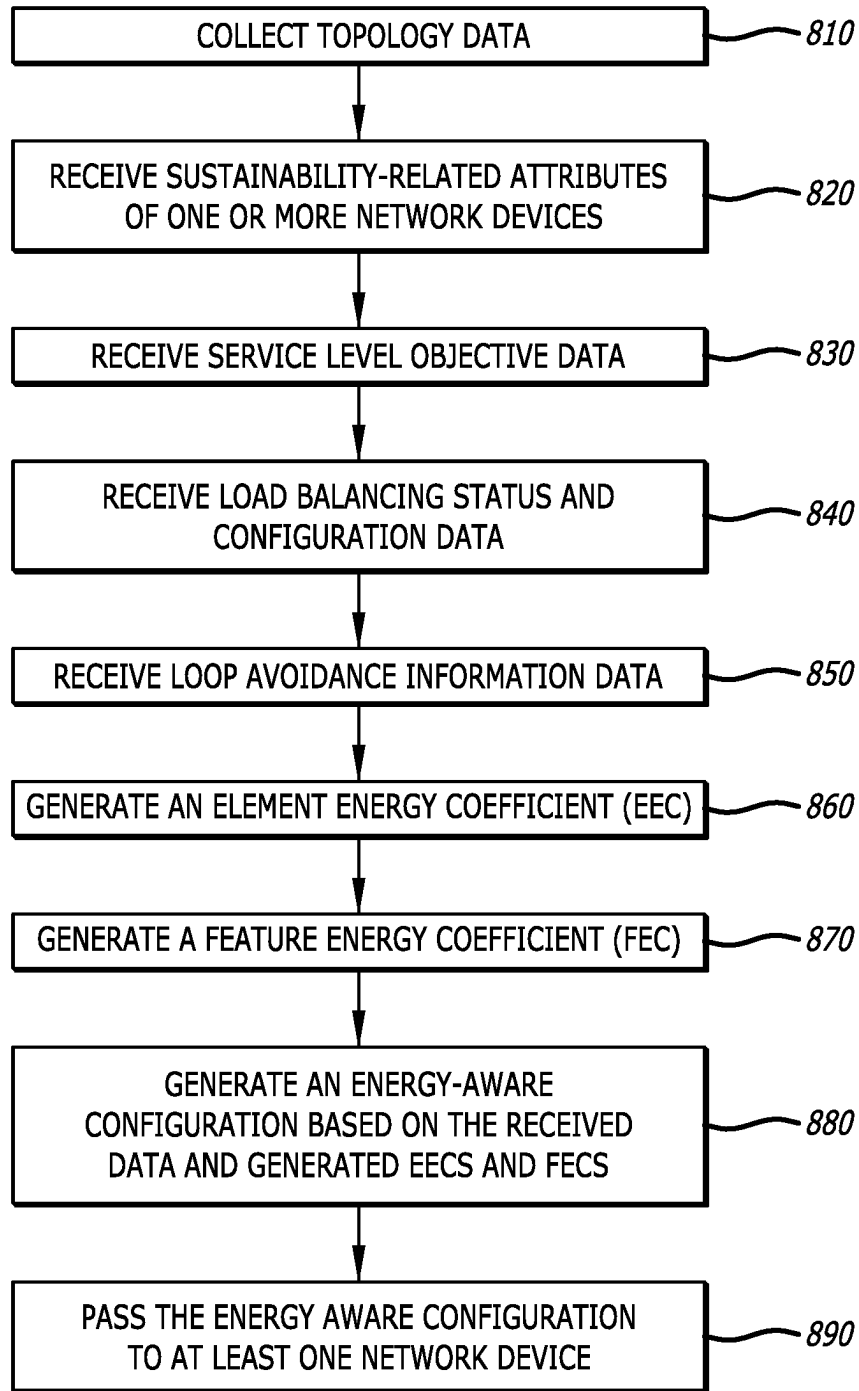 COLLECT TOPOLOGY DATA
810
RECEIVE SUSTAINABILITY-RELATED ATTRIBUTES
OF ONE OR MORE NETWORK DEVICES
820
RECEIVE SERVICE LEVEL OBJECTIVE DATA
830
RECEIVE LOAD BALANCING STATUS AND
CONFIGURATION DATA
840
RECEIVE LOOP AVOIDANCE INFORMATION DATA
850
GENERATE AN ELEMENT ENERGY COEFFICIENT (EEC)
860
GENERATE A FEATURE ENERGY COEFFICIENT (FEC)
870
GENERATE AN ENERGY-AWARE
CONFIGURATION BASED ON THE RECEIVED
DATA AND GENERATED EECS AND FECS
880
PASS THE ENERGY AWARE CONFIGURATION
TO AT LEAST ONE NETWORK DEVICE
890